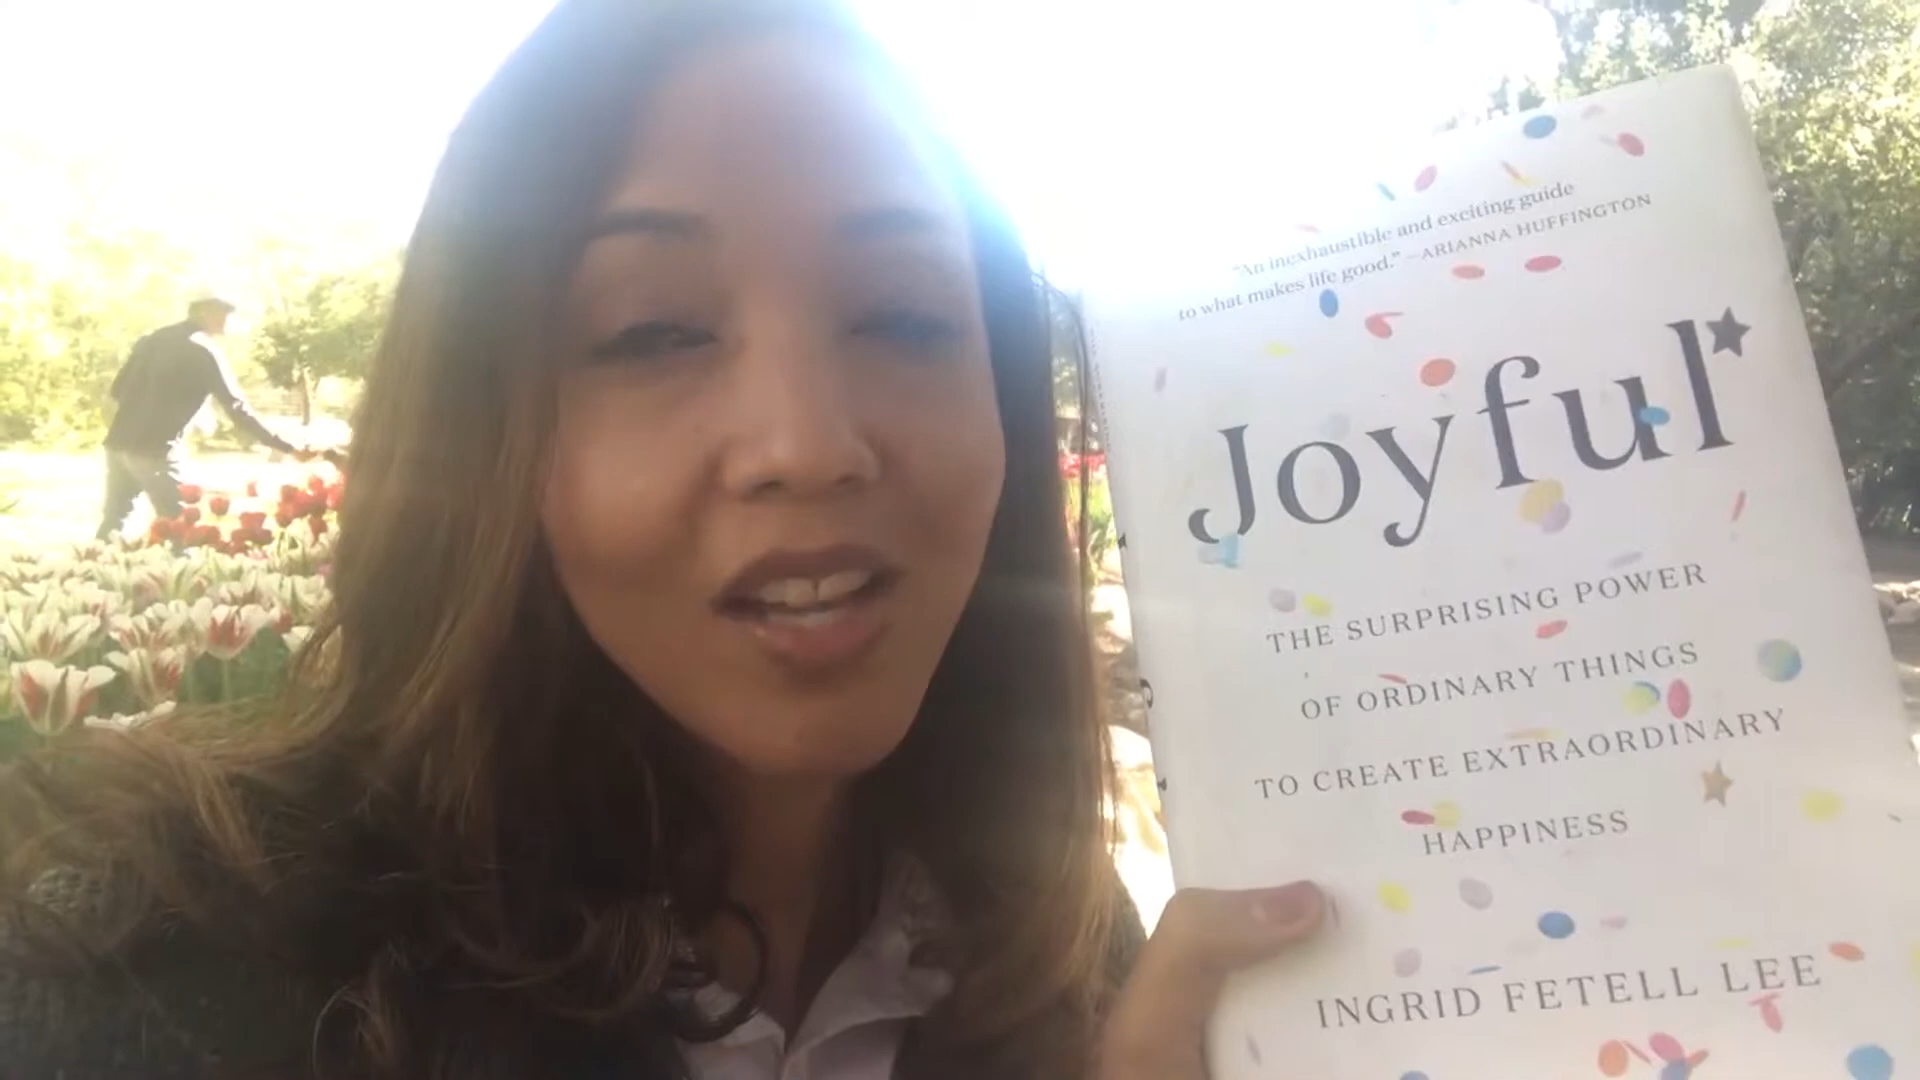 "An inexhaustible and exciting guide
to what makes life good." —ARIANNA HUFFINGTON
Joyful
THE SURPRISING POWER
OF ORDINARY THINGS
TO CREATE EXTRAORDINARY
HAPPINESS
INGRID FETELL LEE